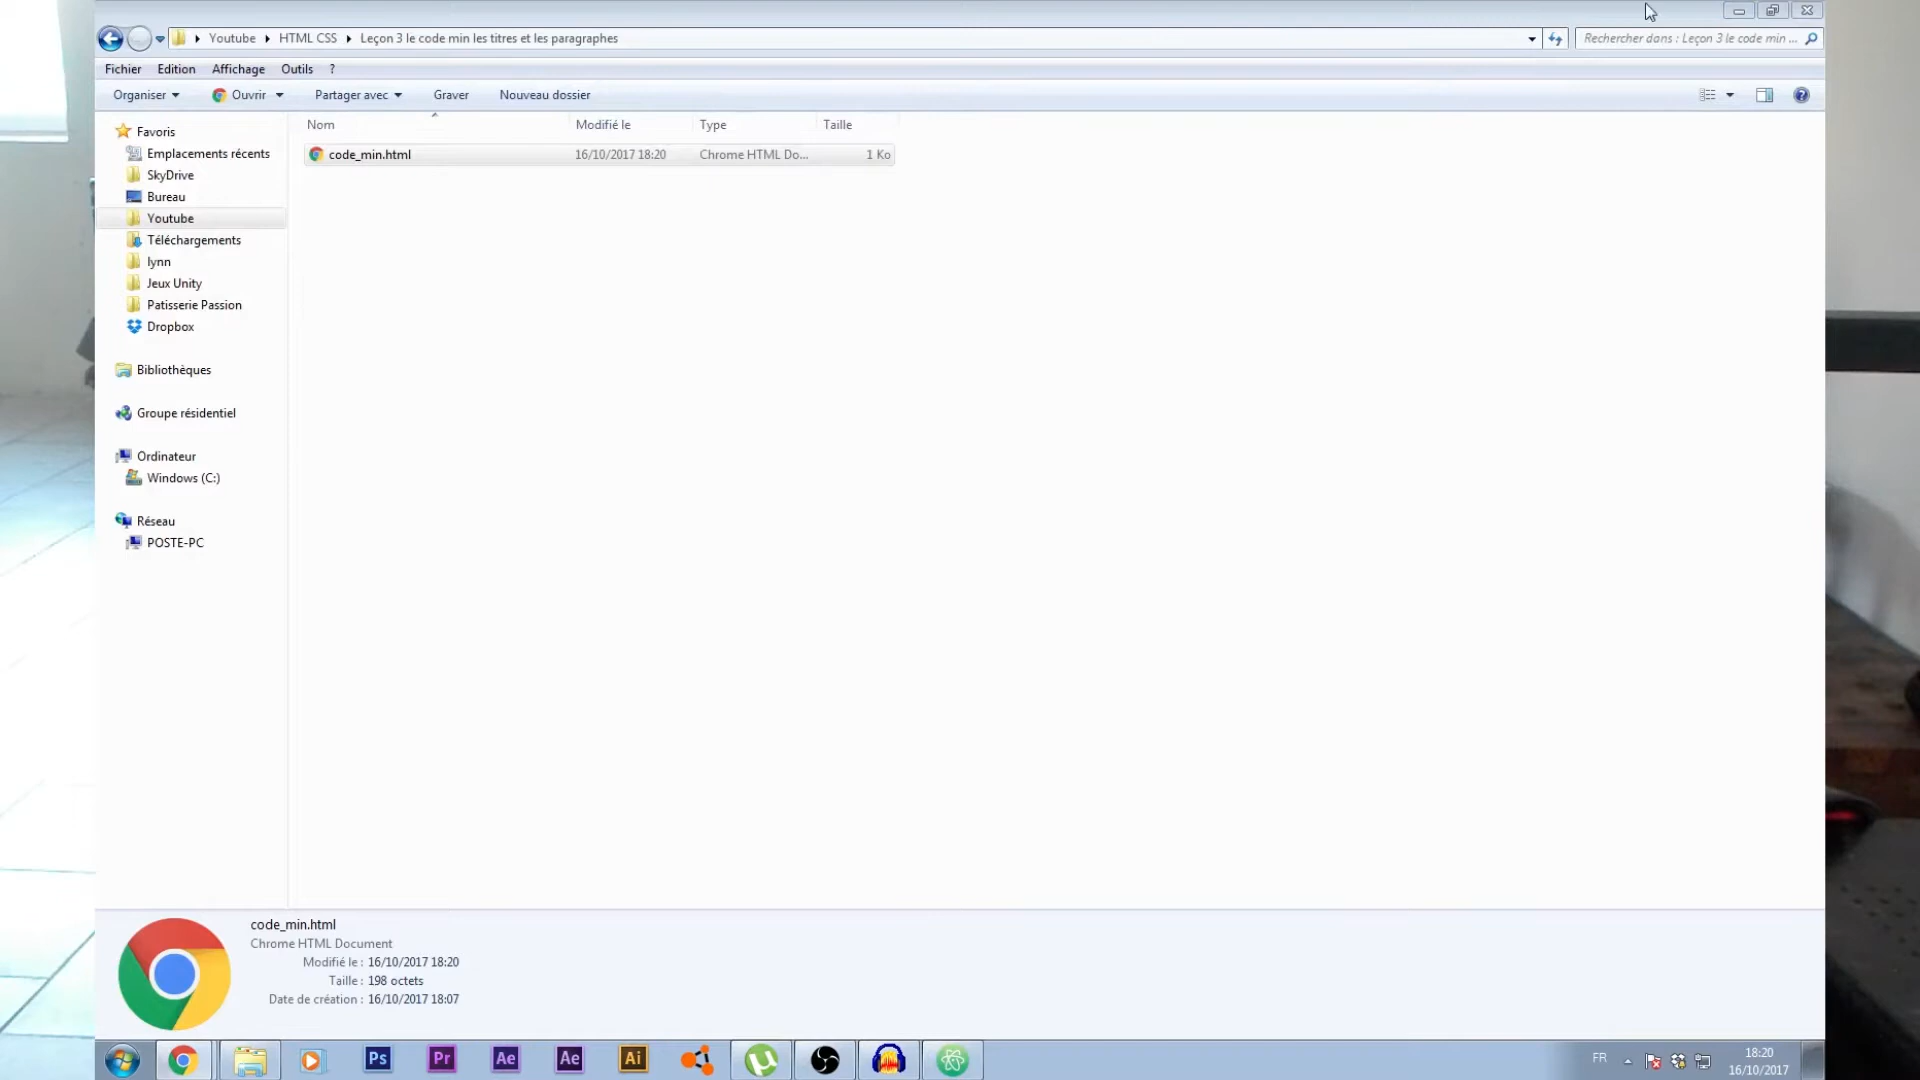 Youtube HTML CSS Leçon 3 le code min les titres et les paragraphes
Rechercher dans : Leçon 3 le code min ...
Fichier Edition Affichage Outils ?
Organiser Ouvrir Partager avec Graver Nouveau dossier
Nom Modifié le Type Taille
code_min.html 16/10/2017 18:20 Chrome HTML Do... 1 Ko
Favoris
Emplacements récents
SkyDrive
Bureau
Youtube
Téléchargements
lynn
Jeux Unity
Patisserie Passion
Dropbox
Bibliothèques
Groupe résidentiel
Ordinateur
Windows (C:)
Réseau
POSTE-PC
code_min.html
Chrome HTML Document
Modifié le : 16/10/2017 18:20
Taille : 198 octets
Date de création : 16/10/2017 18:07
Ps Pr Ae Ae Ai
FR
18:20
16/10/2017